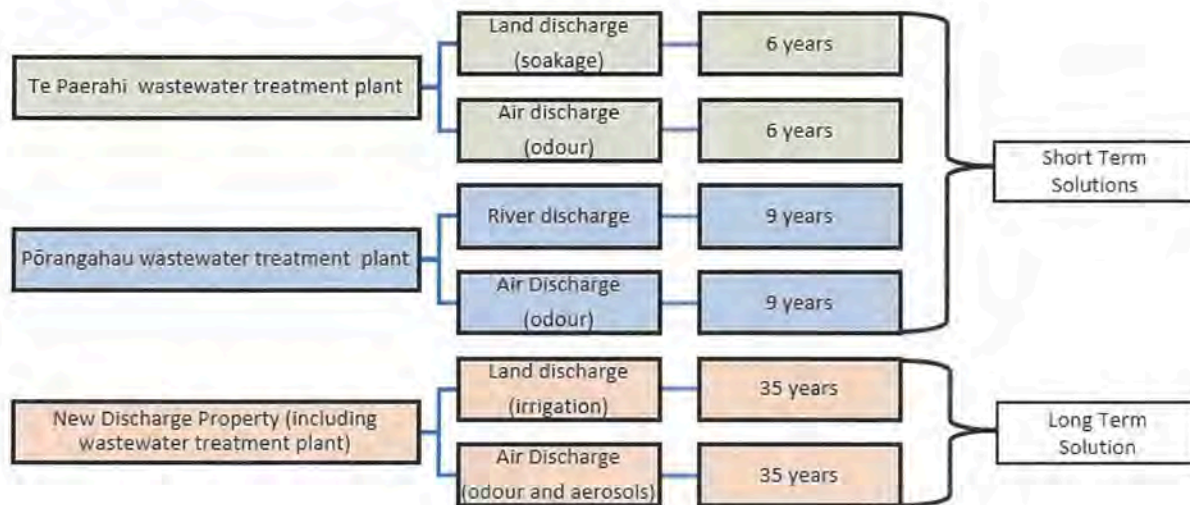 Te Paerahi wastewater treatment plant
Land discharge
(soakage)
6 years
Air discharge
(odour)
6 years
Short Term
Solutions
Pōrangahau wastewater treatment plant
River discharge
9 years
Air Discharge
(odour)
9 years
New Discharge Property (including
wastewater treatment plant)
Land discharge
(irrigation)
35 years
Air Discharge
(odour and aerosols)
35 years
Long Term
Solution